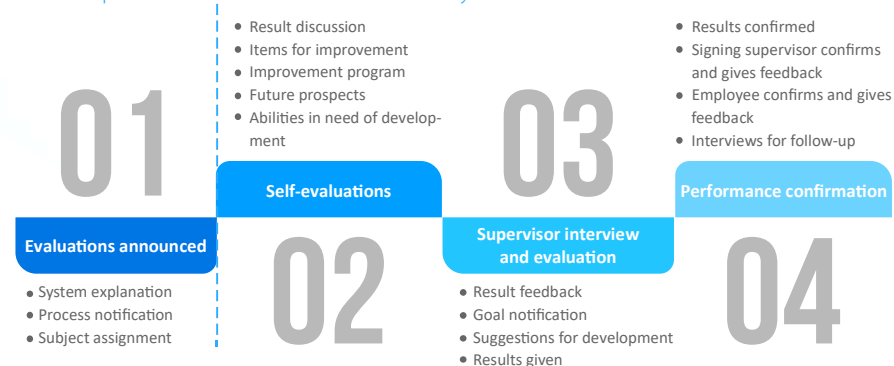 01
Evaluations announced
• System explanation
• Process notification
• Subject assignment
• Result discussion
• Items for improvement
• Improvement program
• Future prospects
• Abilities in need of develop-
ment
Self-evaluations
02
03
Supervisor interview
and evaluation
• Result feedback
• Goal notification
• Suggestions for development
• Results given
• Results confirmed
• Signing supervisor confirms
and gives feedback
• Employee confirms and gives
feedback
• Interviews for follow-up
Performance confirmation
04